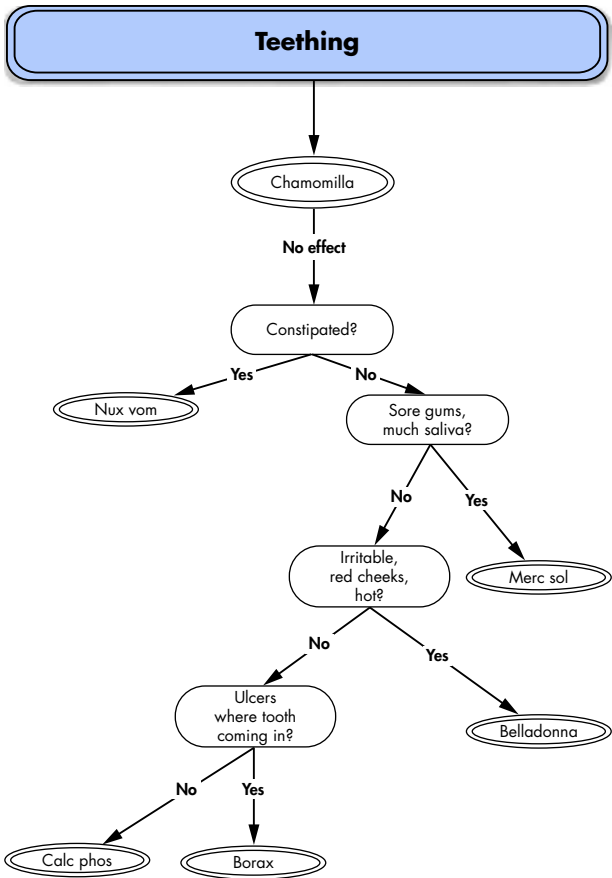 Teething
Chamomilla
No effect
Constipated?
Yes
No
Nux vom
Sore gums,
much saliva?
No
Yes
Irritable,
red cheeks,
hot?
Merc sol
No
Yes
Ulcers
where tooth
coming in?
Belladonna
No
Yes
Calc phos
Borax